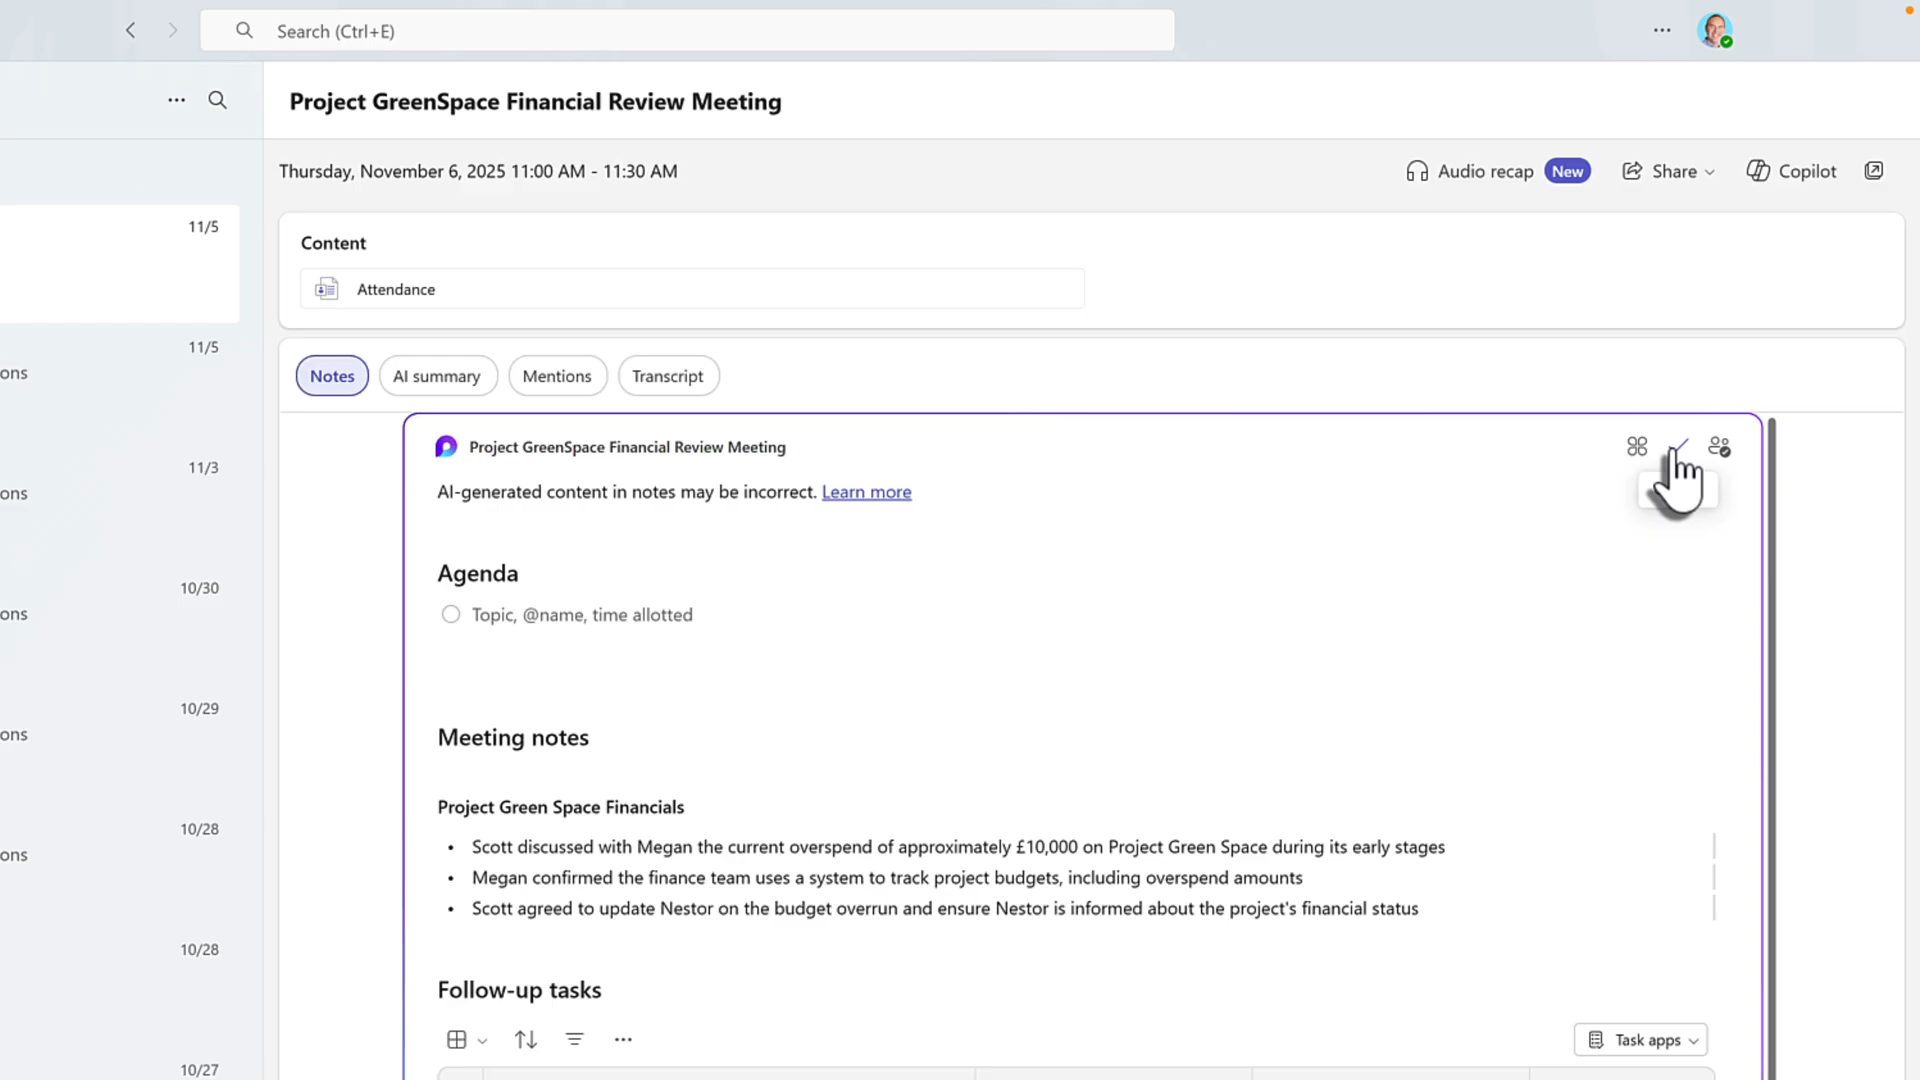 Search (Ctrl+E)
Project GreenSpace Financial Review Meeting
Thursday, November 6, 2025 11:00 AM - 11:30 AM
Audio recap New Share Copilot
11/5
Content
Attendance
11/5
ons
Notes AI summary Mentions Transcript
Project GreenSpace Financial Review Meeting
11/3
AI-generated content in notes may be incorrect. Learn more
ons
Agenda
10/30
Topic, @name, time allotted
ons
10/29
Meeting notes
ons
Project Green Space Financials
10/28
• Scott discussed with Megan the current overspend of approximately £10,000 on Project Green Space during its early stages
ons
• Megan confirmed the finance team uses a system to track project budgets, including overspend amounts
• Scott agreed to update Nestor on the budget overrun and ensure Nestor is informed about the project's financial status
10/28
Follow-up tasks
Task apps
10/27